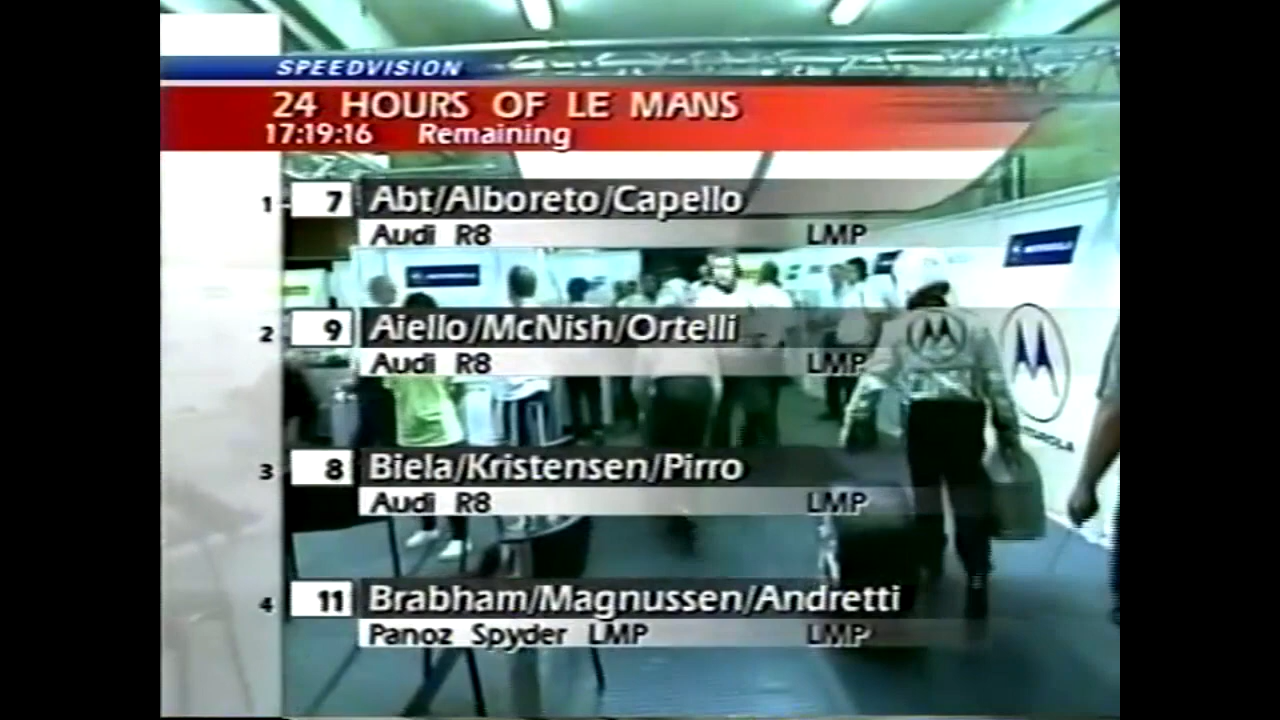 SPEEDVISION
24 HOURS OF LE MANS
17:19:16 Remaining
1 7 Abt/Alboreto/Capello
Audi R8 LMP
2 9 Aiello/McNish/Ortelli
Audi R8 LMP
3 8 Biela/Kristensen/Pirro
Audi R8 LMP
4 11 Brabham/Magnussen/Andretti
Panoz Spyder LMP LMP
MOTOROLA